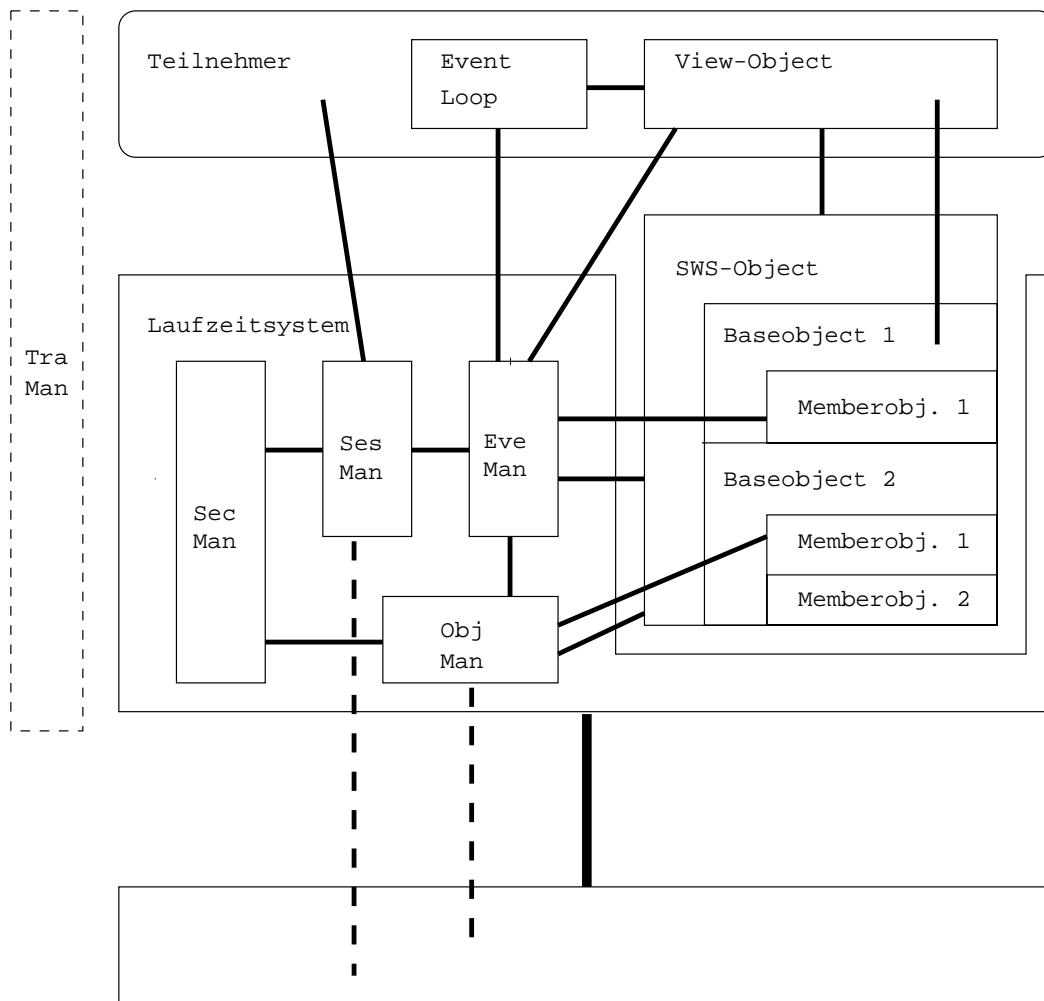 Teilnehmer
Event
Loop
View-Object
SWS-Object
Laufzeitsystem
Baseobject 1
Tra
Man
Memberobj. 1
Ses
Man
Eve
Man
Baseobject 2
Sec
Man
Memberobj. 1
Memberobj. 2
Obj
Man